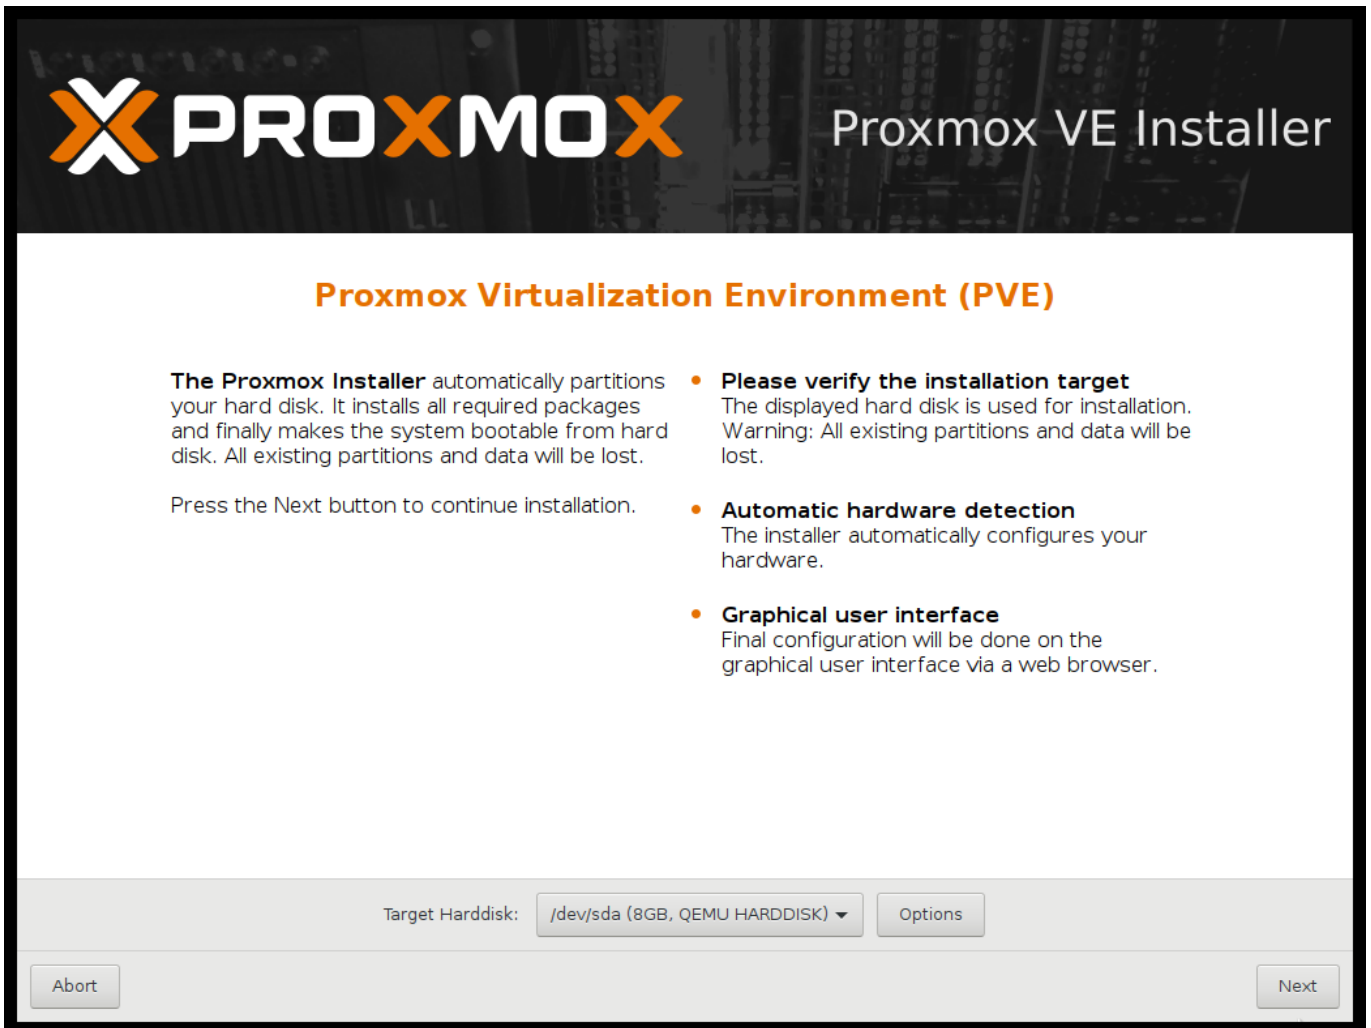 PROXMOX
Proxmox VE Installer
Proxmox Virtualization Environment (PVE)
The Proxmox Installer automatically partitions
your hard disk. It installs all required packages
and finally makes the system bootable from hard
disk. All existing partitions and data will be lost.
Press the Next button to continue installation.
Please verify the installation target
The displayed hard disk is used for installation.
Warning: All existing partitions and data will be
lost.
Automatic hardware detection
The installer automatically configures your
hardware.
Graphical user interface
Final configuration will be done on the
graphical user interface via a web browser.
Target Harddisk:
/dev/sda (8GB, QEMU HARDDISK)
Options
Abort
Next